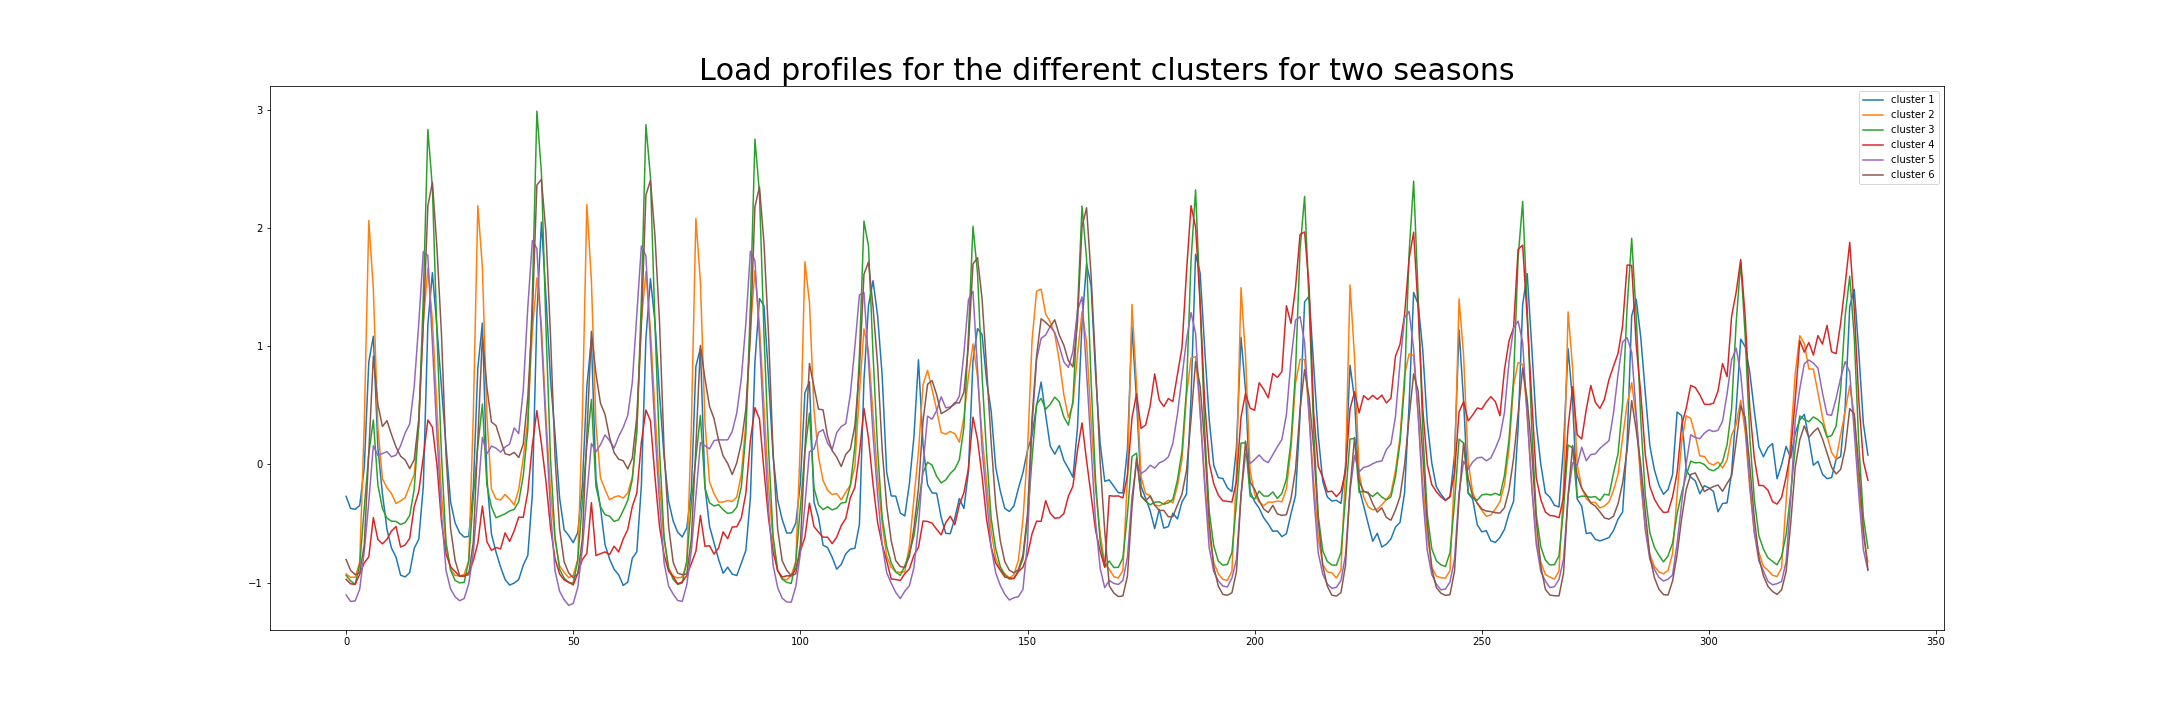 Load profiles for the different clusters for two seasons
3
2
1
0
−1
0
50
100
150
200
250
300
350
cluster 1
cluster 2
cluster 3
cluster 4
cluster 5
cluster 6